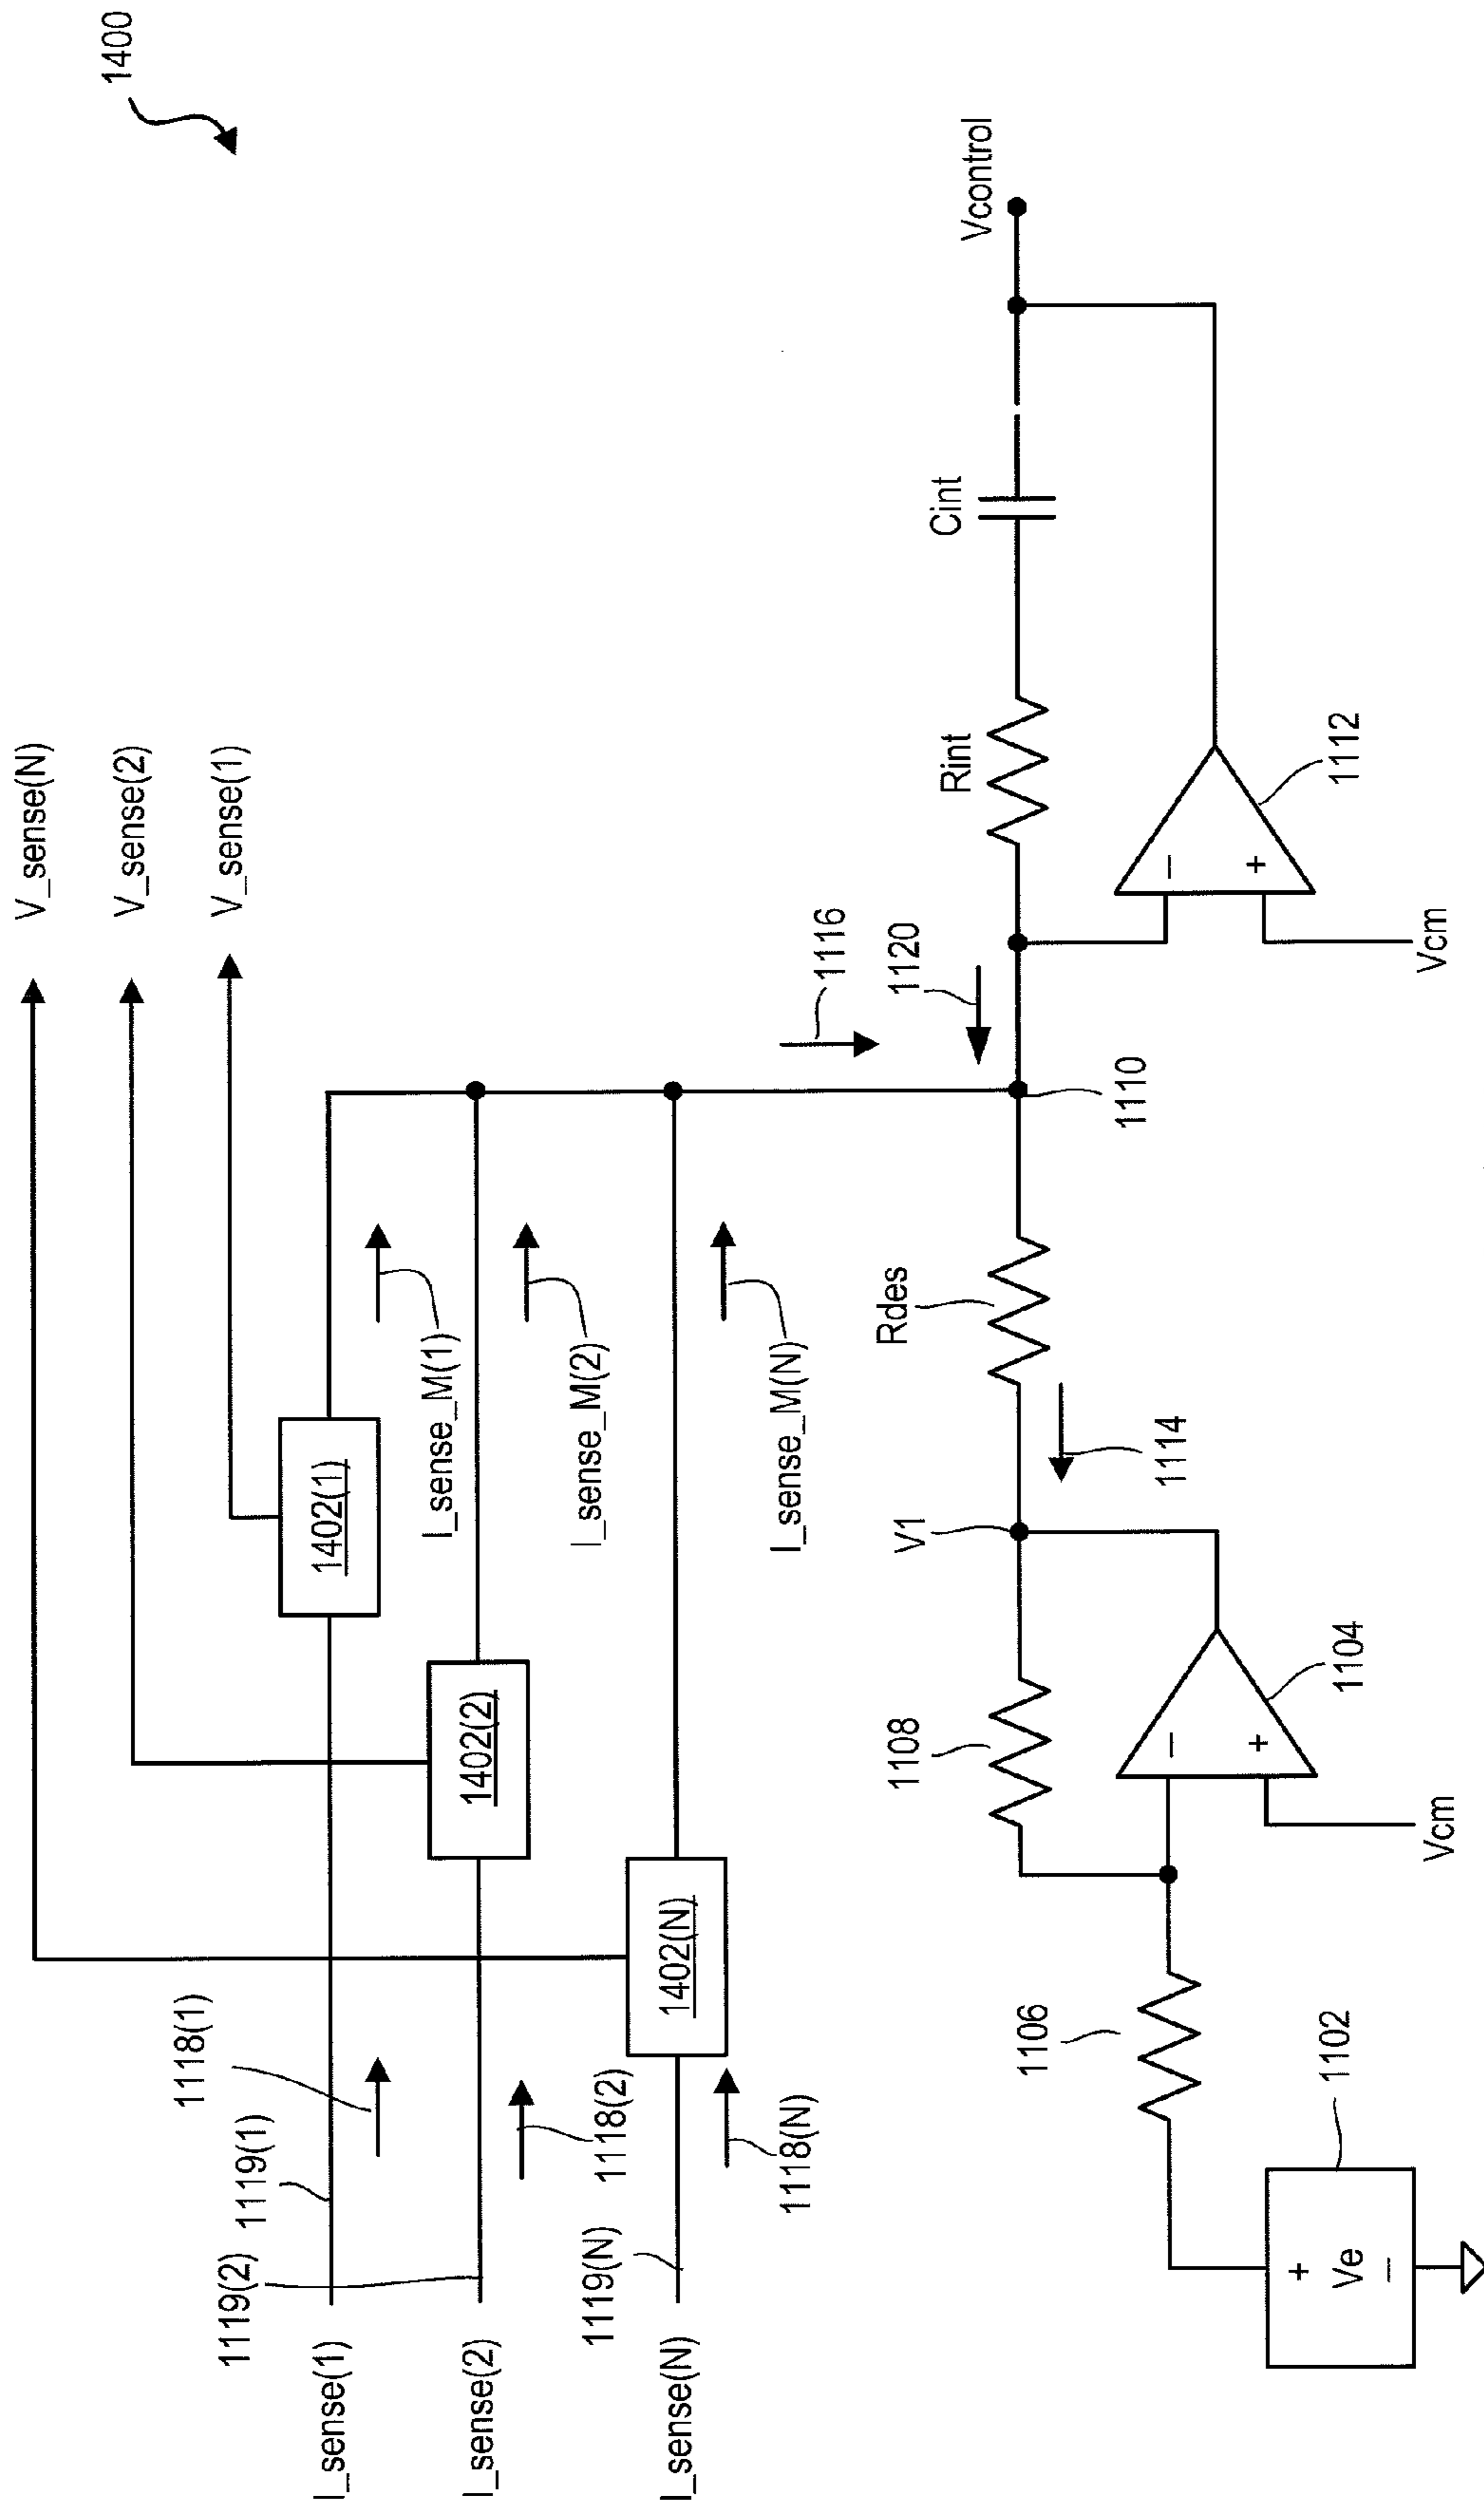 1400
V_sense(N)
V_sense(2)
V_sense(1)
1402(1)
1402(2)
1402(N)
I_sense_M(1)
I_sense_M(2)
I_sense_M(N)
1118(1)
1119(1)
1119(2)
I_sense(1)
1118(2)
I_sense(2)
1119(N)
1118(N)
I_sense(N)
1116
1120
1110
Vcontrol
Cint
Rint
1112
−
+
Vcm
Rdes
1114
V1
1108
1104
−
+
Vcm
1106
1102
+
Ve
−